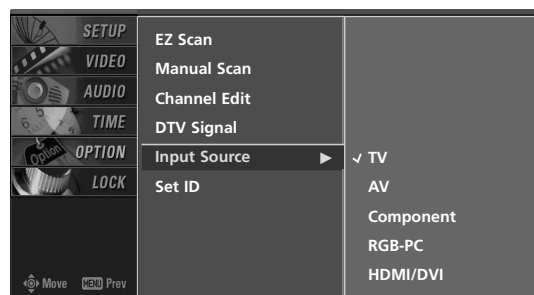 SETUP
VIDEO
AUDIO
TIME
OPTION
LOCK
Move MENU Prev
EZ Scan
Manual Scan
Channel Edit
DTV Signal
Input Source ▶
Set ID
✓ TV
AV
Component
RGB-PC
HDMI/DVI